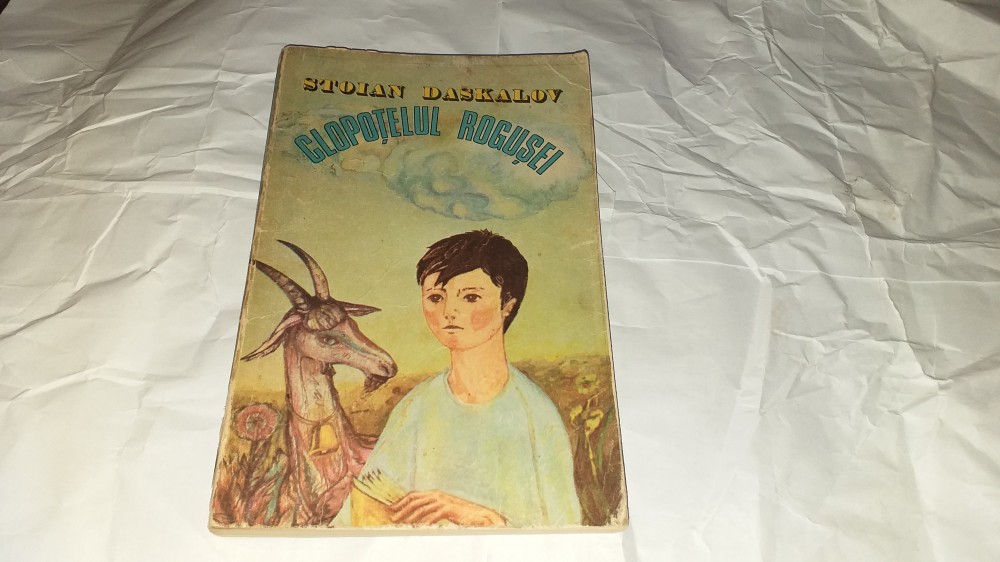 STOIAN DASKALOV
CLOPOȚELUL ROGUȘEI